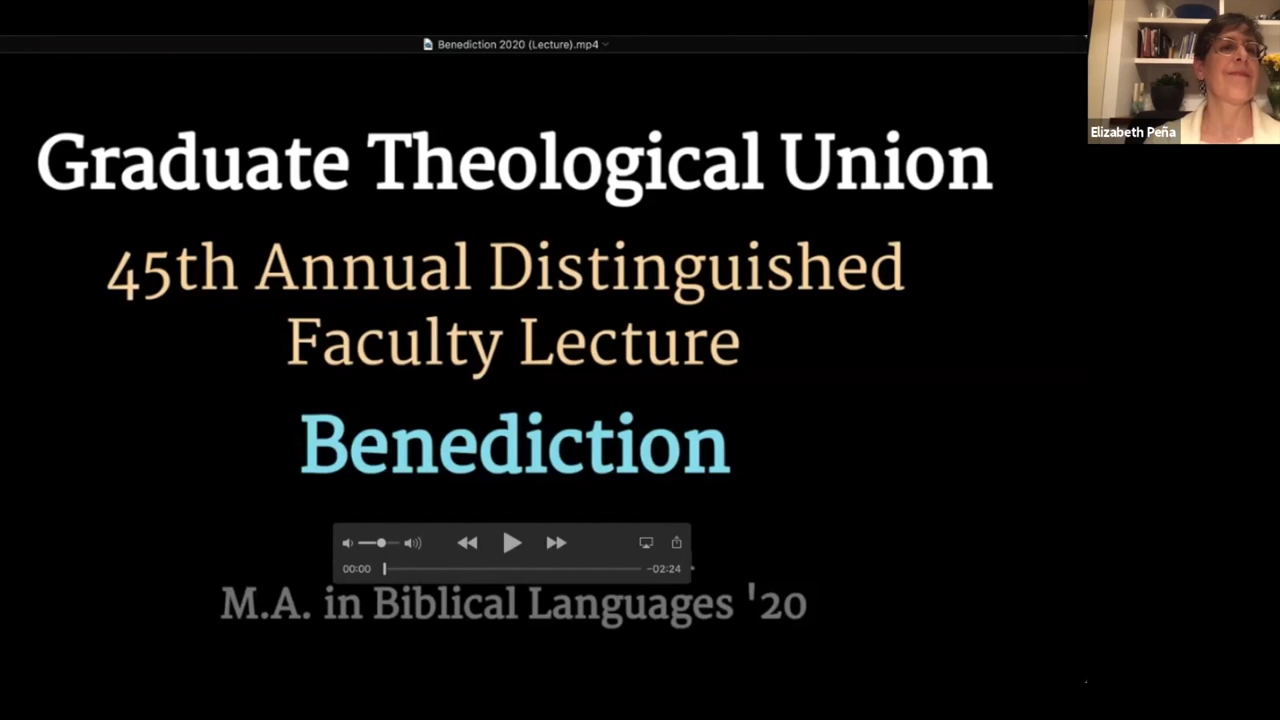 Benediction 2020 (Lecture).mp4
Elizabeth Peña
Graduate Theological Union
45th Annual Distinguished
Faculty Lecture
Benediction
00:00
-02:24
M.A. in Biblical Languages '20